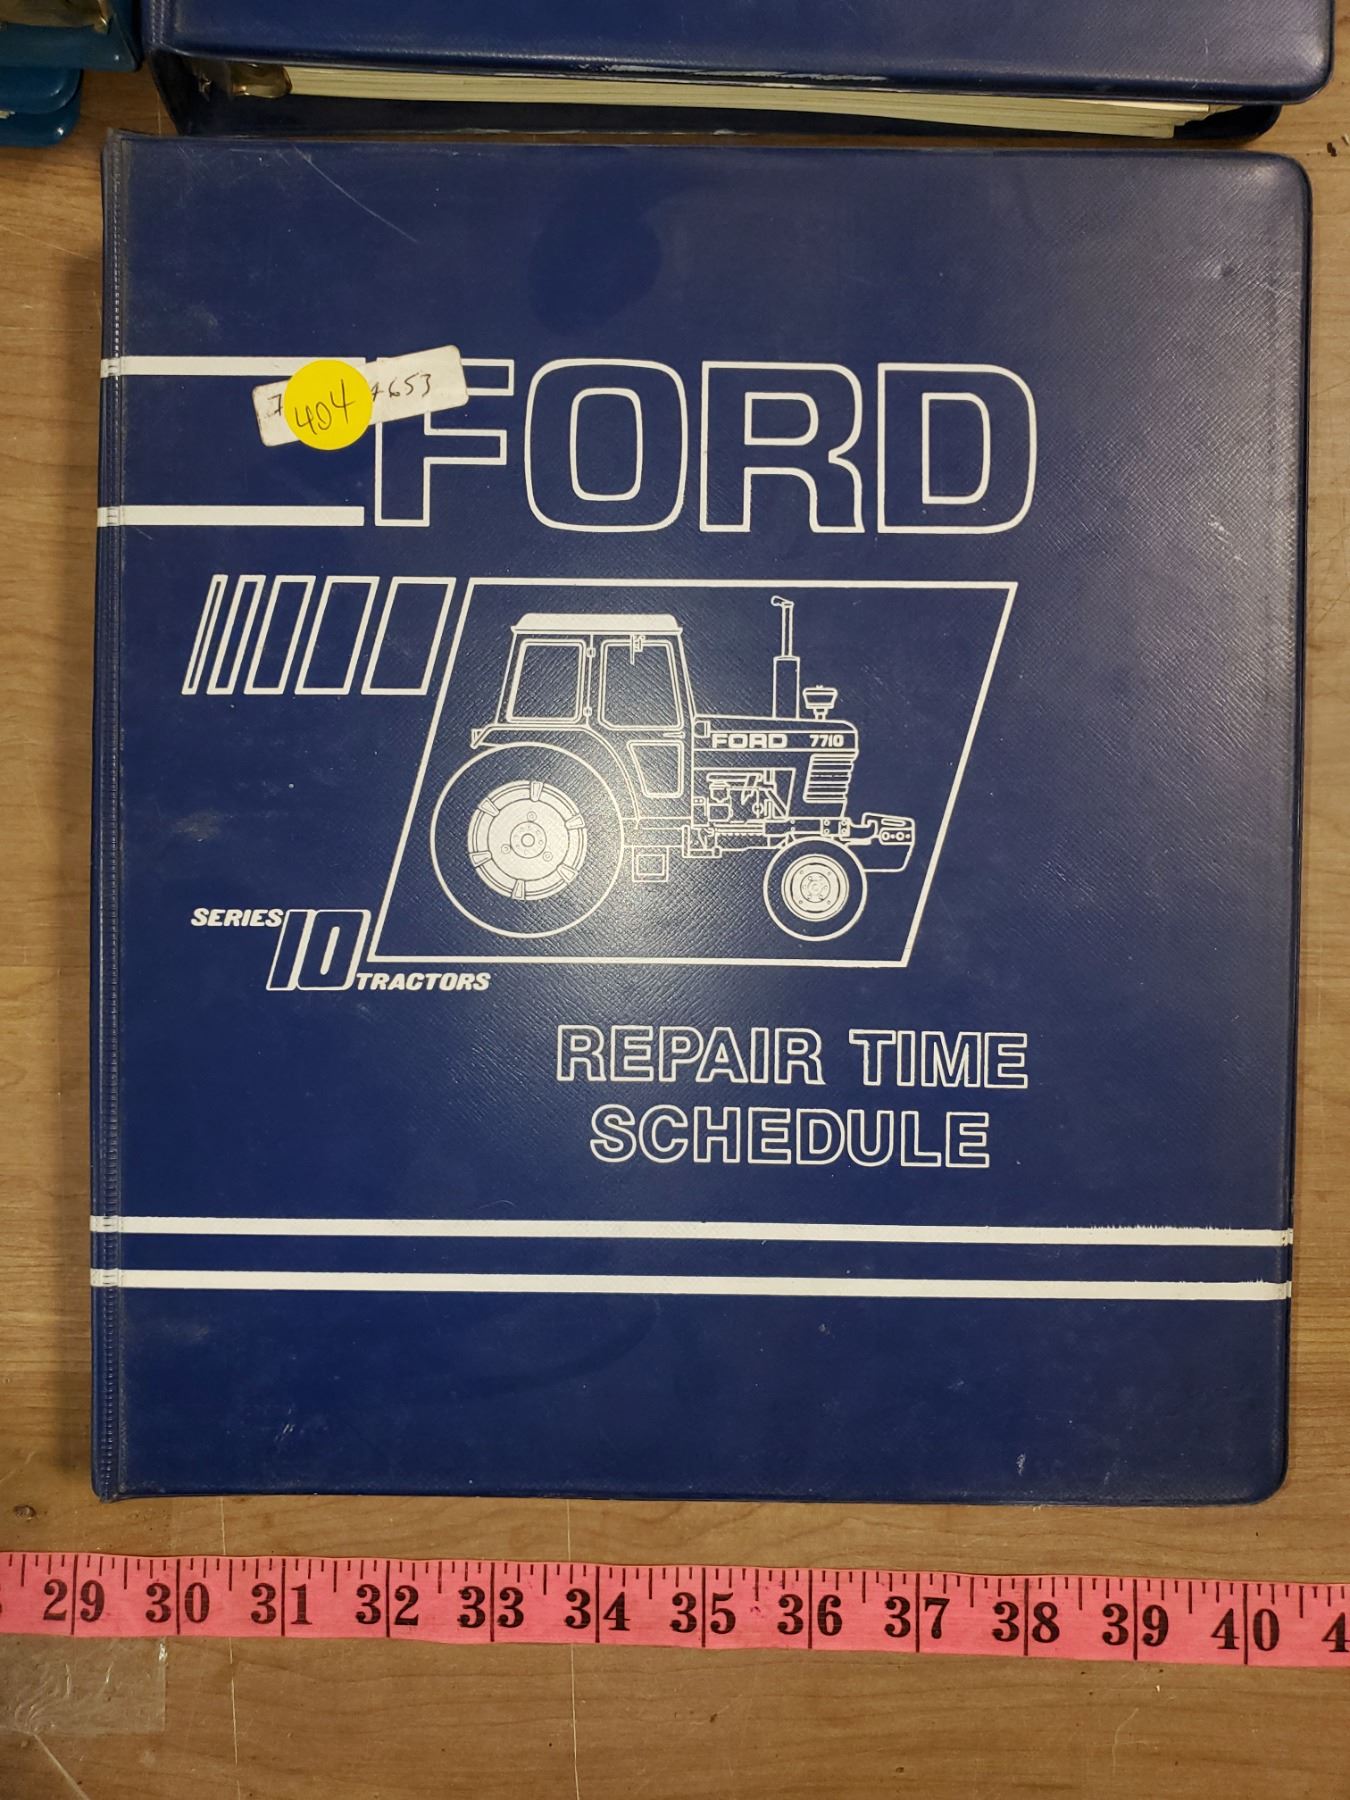 FORD
404
FORD 7710
SERIES 10 TRACTORS
REPAIR TIME
SCHEDULE
29 30 31 32 33 34 35 36 37 38 39 40 4